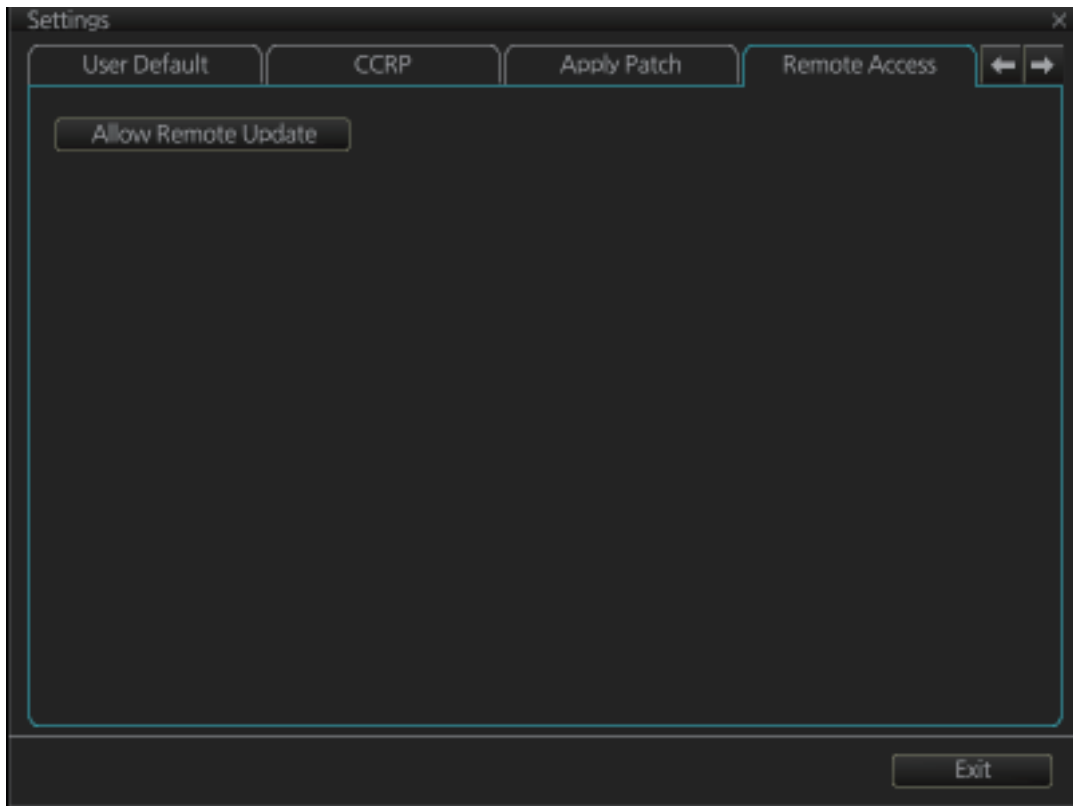 Settings
User Default CCRP Apply Patch Remote Access
Allow Remote Update
Exit